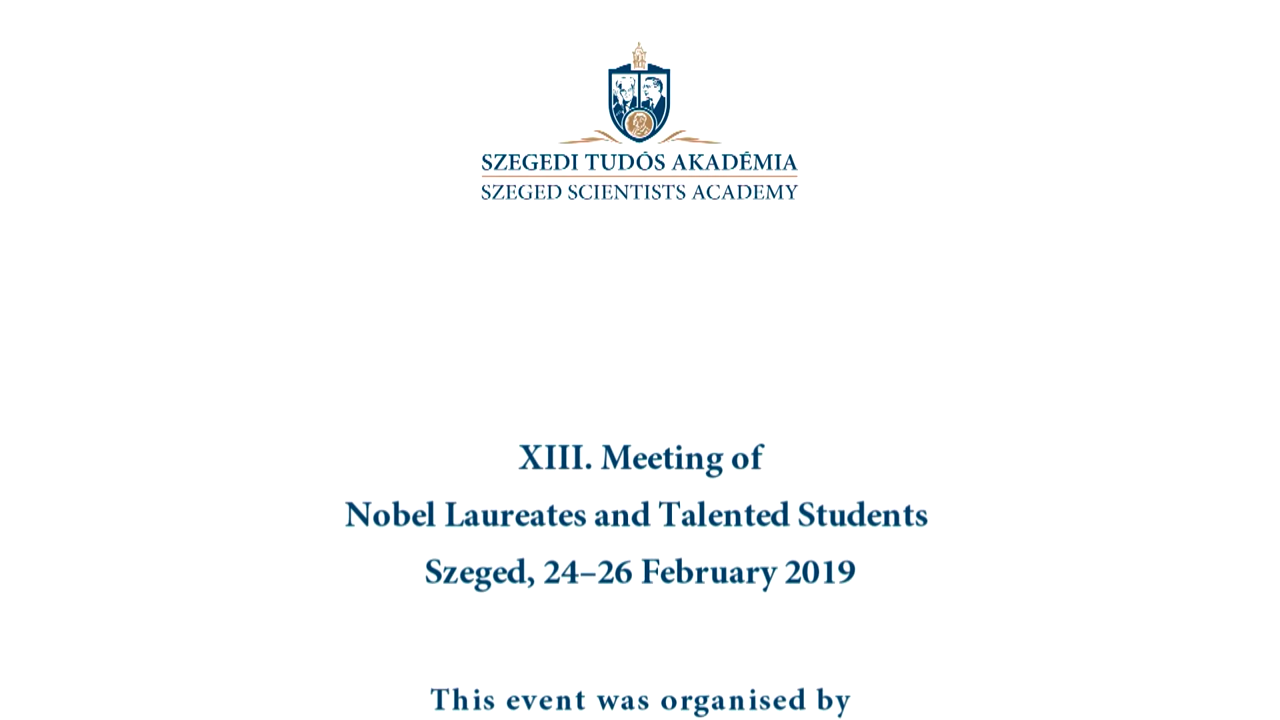 SZEGEDI TUDÓS AKADÉMIA
SZEGED SCIENTISTS ACADEMY
XIII. Meeting of
Nobel Laureates and Talented Students
Szeged, 24–26 February 2019
This event was organised by